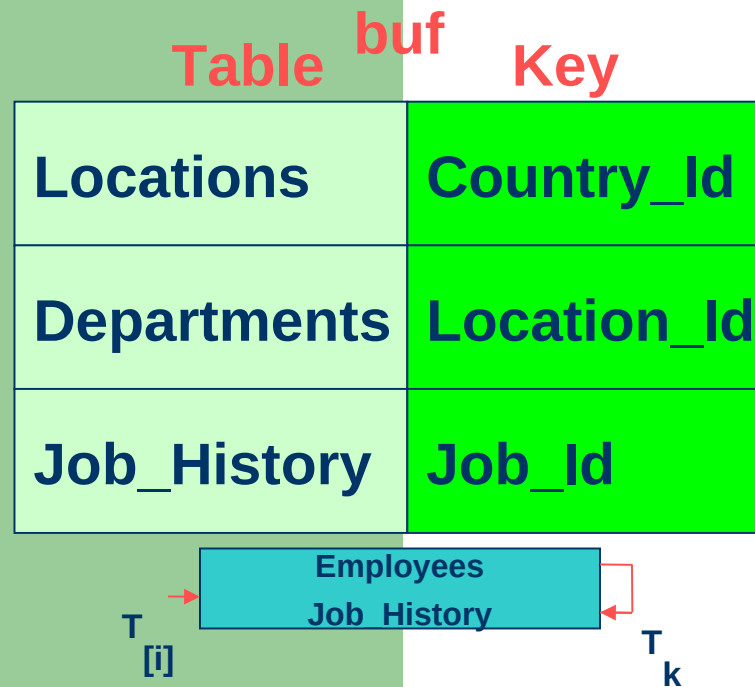 buf
Table Key
Locations Country_Id
Departments Location_Id
Job_History Job_Id
Employees
Job_History
T
[i]
T
k